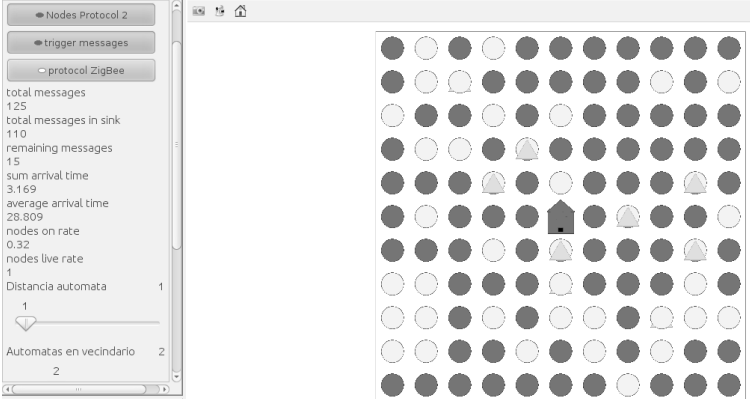 Nodes Protocol 2
trigger messages
protocol ZigBee
total messages
125
total messages in sink
110
remaining messages
15
sum arrival time
3.169
average arrival time
28.809
nodes on rate
0.32
nodes live rate
1
Distancia automata 1
1
Automatas en vecindario 2
2